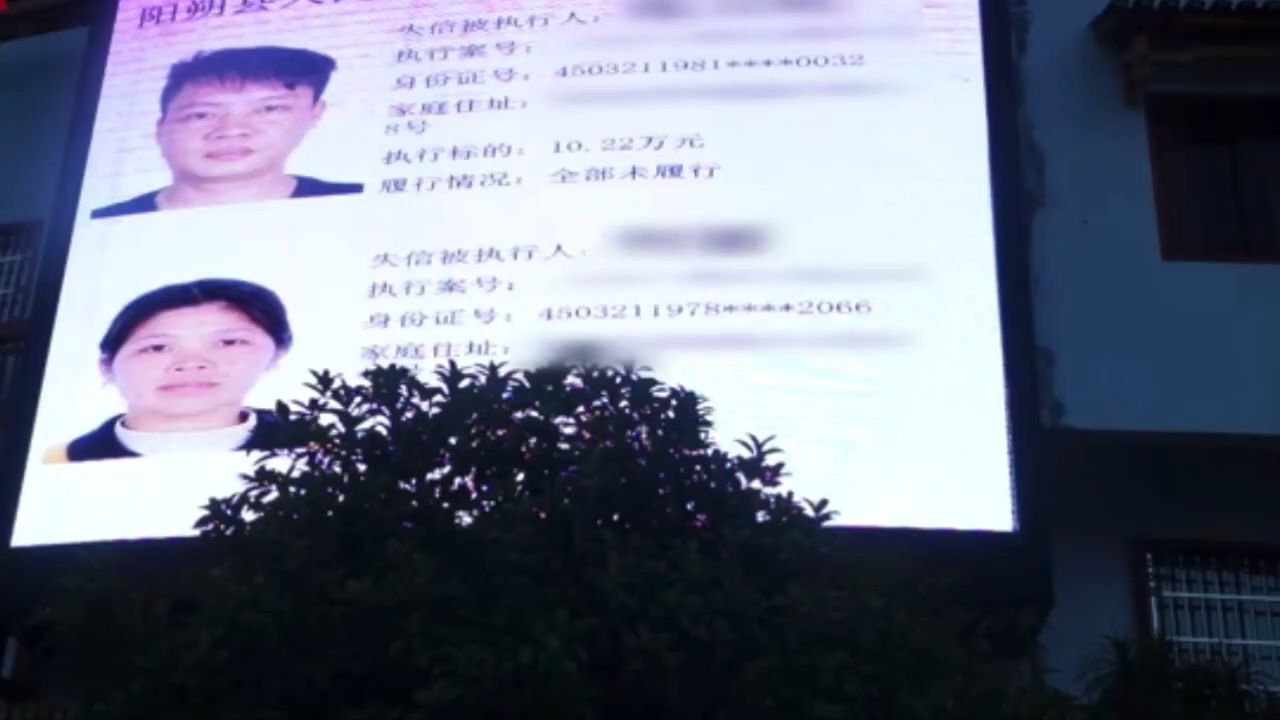 阳朔县人
失信被执行人：
执行案号：
身份证号：4503211981****0032
家庭住址：
8号
执行标的：10.22万元
履行情况：全部未履行
失信被执行人：
执行案号：
身份证号：4503211978****2066
家庭住址：